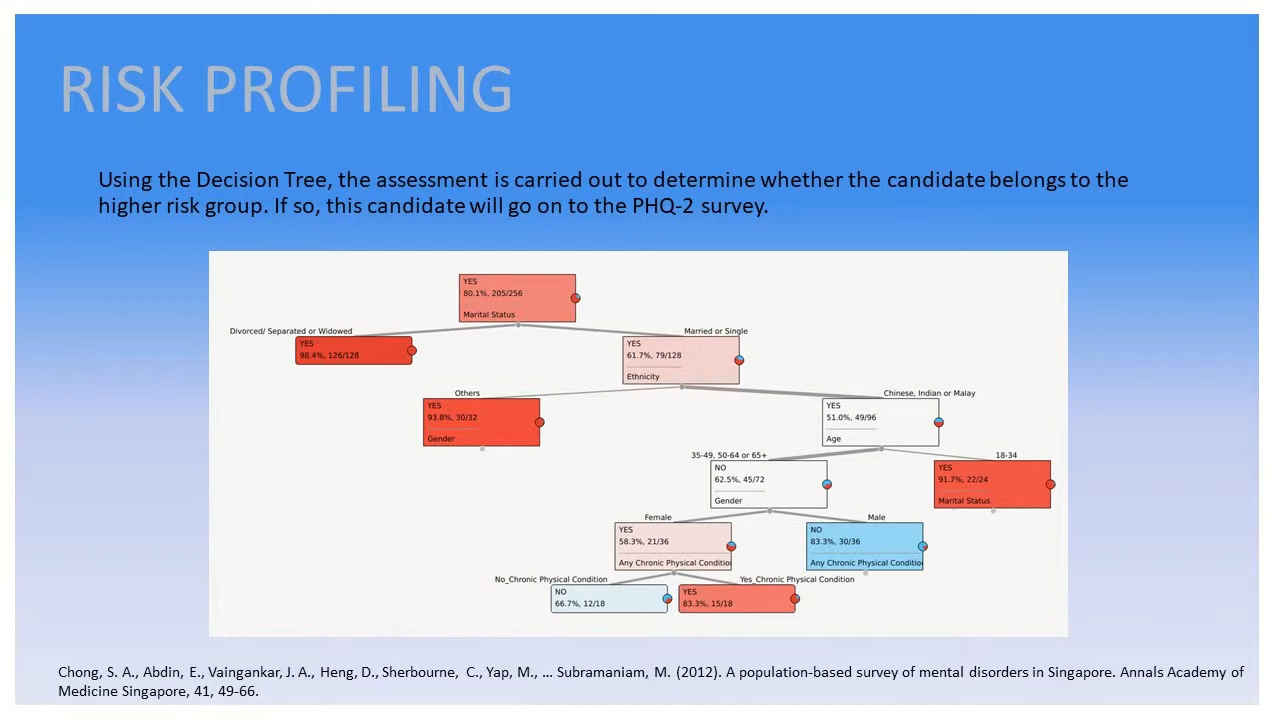 RISK PROFILING
Using the Decision Tree, the assessment is carried out to determine whether the candidate belongs to the
higher risk group. If so, this candidate will go on to the PHQ-2 survey.
YES
80.1%, 205/256
Marital Status
Divorced/ Separated or Widowed
Married or Single
YES
98.4%, 126/128
YES
61.7%, 79/128
Ethnicity
Others
Chinese, Indian or Malay
YES
93.8%, 30/32
Gender
YES
51.0%, 49/96
Age
35-49, 50-64 or 65+
18-34
NO
62.5%, 45/72
Gender
YES
91.7%, 22/24
Marital Status
Female
Male
YES
58.3%, 21/36
Any Chronic Physical Conditio
NO
83.3%, 30/36
Any Chronic Physical Conditio
No_Chronic Physical Condition
Yes_Chronic Physical Condition
NO
66.7%, 12/18
YES
83.3%, 15/18
Chong, S. A., Abdin, E., Vaingankar, J. A., Heng, D., Sherbourne, C., Yap, M., … Subramaniam, M. (2012). A population-based survey of mental disorders in Singapore. Annals Academy of
Medicine Singapore, 41, 49-66.